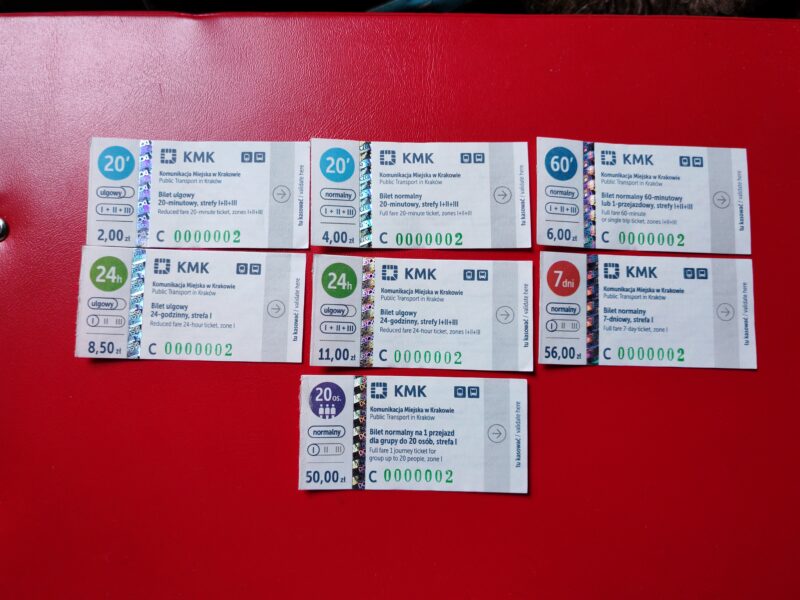 20'
ulgowy
I + II + III
2,00 zł
KMK
Komunikacja Miejska w Krakowie
Public Transport in Kraków
Bilet ulgowy
20-minutowy, strefy I+II+III
Reduced fare 20-minute ticket, zones I+II+III
C 0000002
tu kasować / validate here
20'
normalny
I + II + III
4,00 zł
KMK
Komunikacja Miejska w Krakowie
Public Transport in Kraków
Bilet normalny
20-minutowy, strefy I+II+III
Full fare 20-minute ticket, zones I+II+III
C 0000002
tu kasować / validate here
60'
normalny
I + II + III
6,00 zł
KMK
Komunikacja Miejska w Krakowie
Public Transport in Kraków
Bilet normalny 60-minutowy
lub 1-przejazdowy, strefy I+II+III
Full fare 60-minute
or single trip ticket, zones I+II+III
C 0000002
tu kasować / validate here
24h
ulgowy
I II III
8,50 zł
KMK
Komunikacja Miejska w Krakowie
Public Transport in Kraków
Bilet ulgowy
24-godzinny, strefa I
Reduced fare 24-hour ticket, zone I
C 0000002
tu kasować / validate here
24h
ulgowy
I + II + III
11,00 zł
KMK
Komunikacja Miejska w Krakowie
Public Transport in Kraków
Bilet ulgowy
24-godzinny, strefy I+II+III
Reduced fare 24-hour ticket, zones I+II+III
C 0000002
tu kasować / validate here
7 dni
normalny
I II III
56,00 zł
KMK
Komunikacja Miejska w Krakowie
Public Transport in Kraków
Bilet normalny
7-dniowy, strefa I
Full fare 7-day ticket, zone I
C 0000002
tu kasować / validate here
20 os.
normalny
I II III
50,00 zł
KMK
Komunikacja Miejska w Krakowie
Public Transport in Kraków
Bilet normalny na 1 przejazd
dla grupy do 20 osób, strefa I
Full fare 1 journey ticket for
group up to 20 people, zone I
C 0000002
tu kasować / validate here